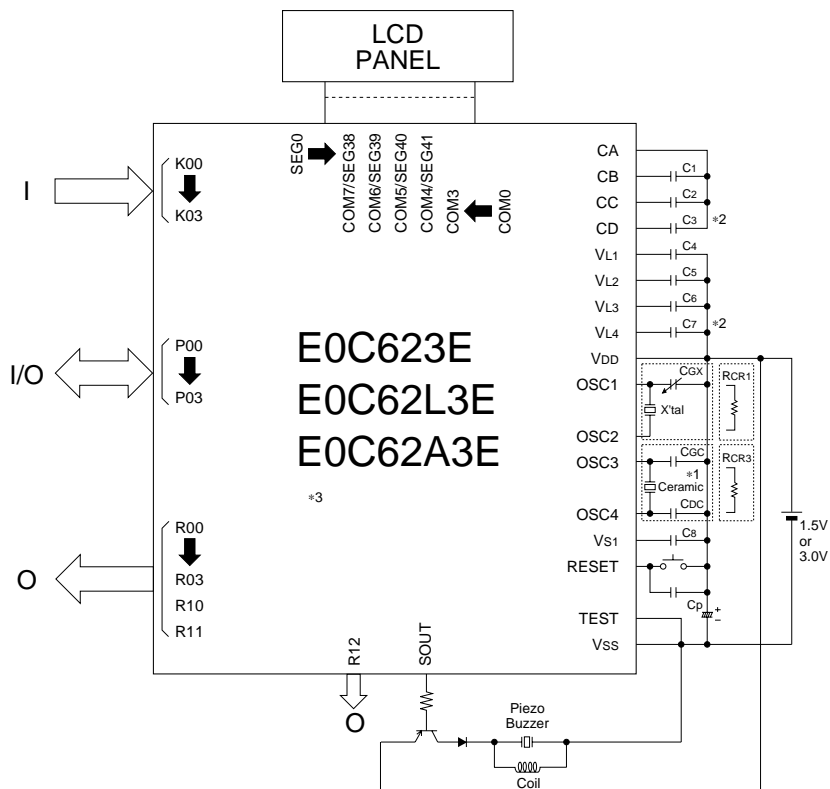 LCD
PANEL
SEG0
COM7/SEG38
COM6/SEG39
COM5/SEG40
COM4/SEG41
COM3
COM0
I
K00
K03
I/O
P00
P03
O
R00
R03
R10
R11
E0C623E
E0C62L3E
E0C62A3E
*3
CA
CB
C1
CC
C2
CD
C3
*2
VL1
C4
VL2
C5
VL3
C6
VL4
C7
*2
VDD
OSC1
CGX
X'tal
RCR1
OSC2
OSC3
CGC
*1
Ceramic
RCR3
OSC4
CDC
VS1
C8
1.5V
or
3.0V
RESET
Cp
+
–
TEST
VSS
R12
O
SOUT
Piezo
Buzzer
Coil